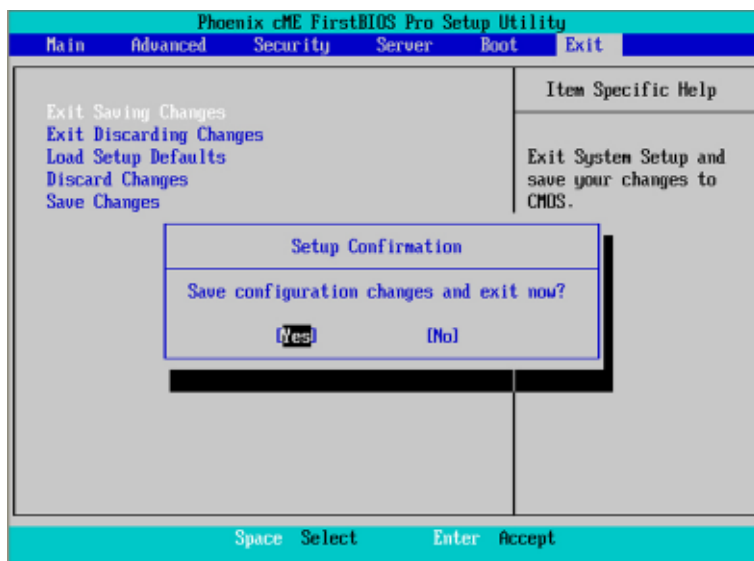 Phoenix cME FirstBIOS Pro Setup Utility
Main Advanced Security Server Boot Exit
Item Specific Help
Exit Saving Changes
Exit Discarding Changes
Load Setup Defaults
Discard Changes
Save Changes
Exit System Setup and
save your changes to
CMOS.
Setup Confirmation
Save configuration changes and exit now?
[Yes] [No]
Space Select Enter Accept